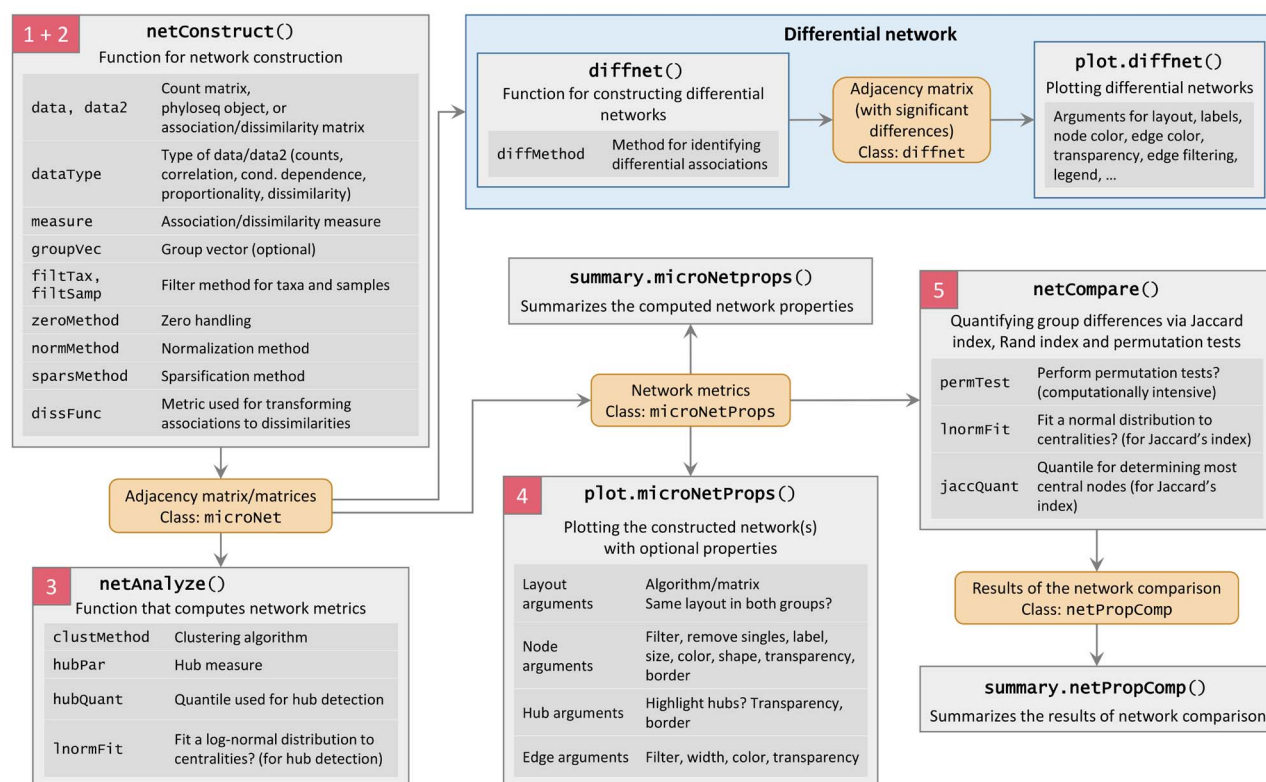 1 + 2
netConstruct()
Function for network construction
data, data2
Count matrix,
phyloseq object, or
association/dissimilarity matrix
dataType
Type of data/data2 (counts,
correlation, cond. dependence,
proportionality, dissimilarity)
measure
Association/dissimilarity measure
groupVec
Group vector (optional)
filtTax,
filtSamp
Filter method for taxa and samples
zeroMethod
Zero handling
normMethod
Normalization method
sparsMethod
Sparsification method
dissFunc
Metric used for transforming
associations to dissimilarities
Adjacency matrix/matrices
Class: microNet
3
netAnalyze()
Function that computes network metrics
clustMethod
Clustering algorithm
hubPar
Hub measure
hubQuant
Quantile used for hub detection
lnormFit
Fit a log-normal distribution to
centralities? (for hub detection)
Differential network
diffnet()
Function for constructing differential
networks
diffMethod
Method for identifying
differential associations
Adjacency matrix
(with significant
differences)
Class: diffnet
plot.diffnet()
Plotting differential networks
Arguments for layout, labels,
node color, edge color,
transparency, edge filtering,
legend, ...
summary.microNetprops()
Summarizes the computed network properties
Network metrics
Class: microNetProps
4
plot.microNetProps()
Plotting the constructed network(s)
with optional properties
Layout
arguments
Algorithm/matrix
Same layout in both groups?
Node
arguments
Filter, remove singles, label,
size, color, shape, transparency,
border
Hub arguments
Highlight hubs? Transparency,
border
Edge arguments
Filter, width, color, transparency
5
netCompare()
Quantifying group differences via Jaccard
index, Rand index and permutation tests
permTest
Perform permutation tests?
(computationally intensive)
lnormFit
Fit a normal distribution to
centralities? (for Jaccard's index)
jaccQuant
Quantile for determining most
central nodes (for Jaccard's
index)
Results of the network comparison
Class: netPropComp
summary.netPropComp()
Summarizes the results of network comparison